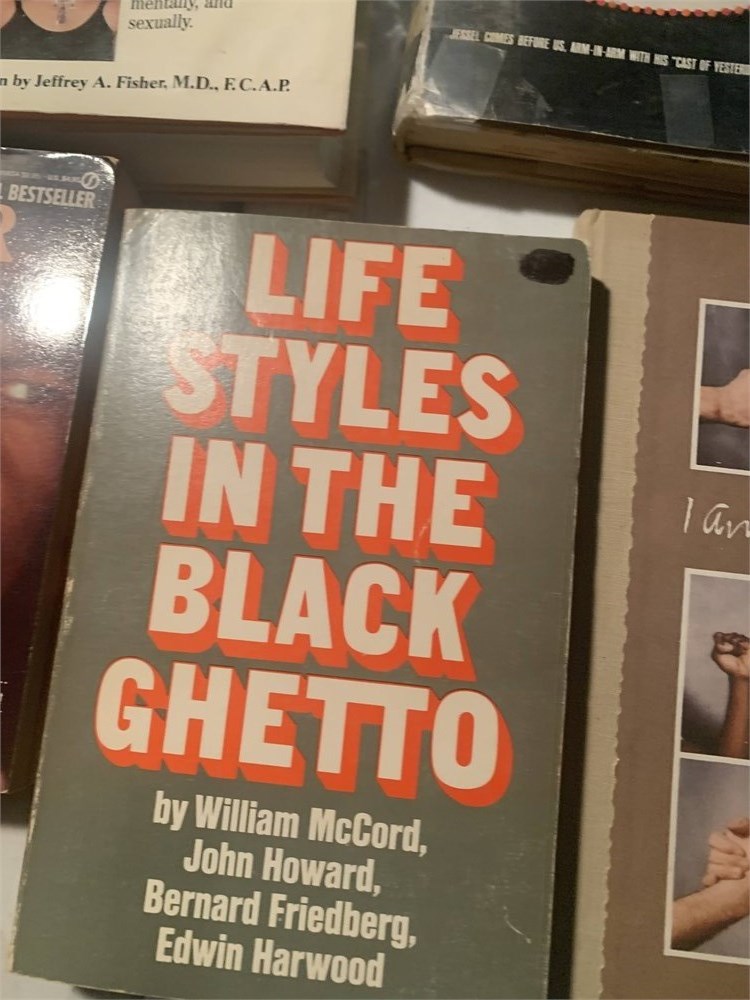 mentally, and
sexually.
n by Jeffrey A. Fisher, M.D., F.C.A.P.
JESSEL COMES BEFORE US, ARM-IN-ARM WITH HIS "CAST OF YESTER
BESTSELLER
R
LIFE
STYLES
IN THE
BLACK
GHETTO
by William McCord,
John Howard,
Bernard Friedberg,
Edwin Harwood
I am